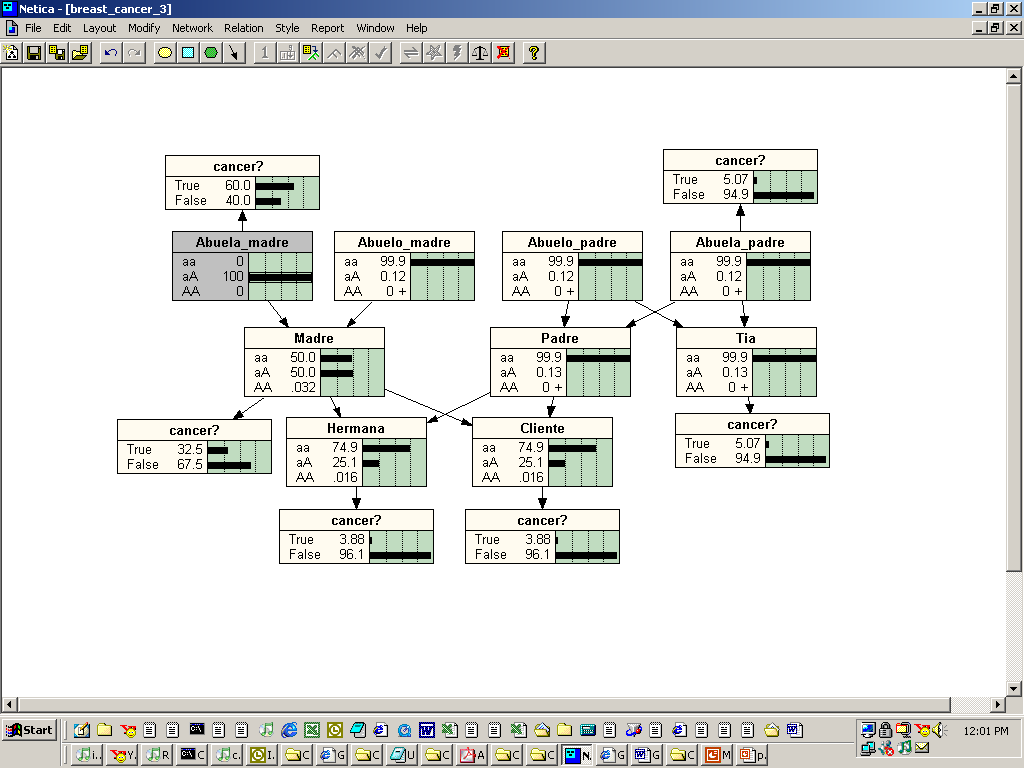 Netica - [breast_cancer_3]
File Edit Layout Modify Network Relation Style Report Window Help
1 ?
cancer?
True 60.0
False 40.0
cancer?
True 5.07
False 94.9
Abuela_madre
aa 0
aA 100
AA 0
Abuelo_madre
aa 99.9
aA 0.12
AA 0 +
Abuelo_padre
aa 99.9
aA 0.12
AA 0 +
Abuela_padre
aa 99.9
aA 0.12
AA 0 +
Madre
aa 50.0
aA 50.0
AA .032
Padre
aa 99.9
aA 0.13
AA 0 +
Tia
aa 99.9
aA 0.13
AA 0 +
cancer?
True 32.5
False 67.5
Hermana
aa 74.9
aA 25.1
AA .016
Cliente
aa 74.9
aA 25.1
AA .016
cancer?
True 5.07
False 94.9
cancer?
True 3.88
False 96.1
cancer?
True 3.88
False 96.1
Start
12:01 PM
i.. Y. R C c. I. C G C U C A C C N. G G C M p.